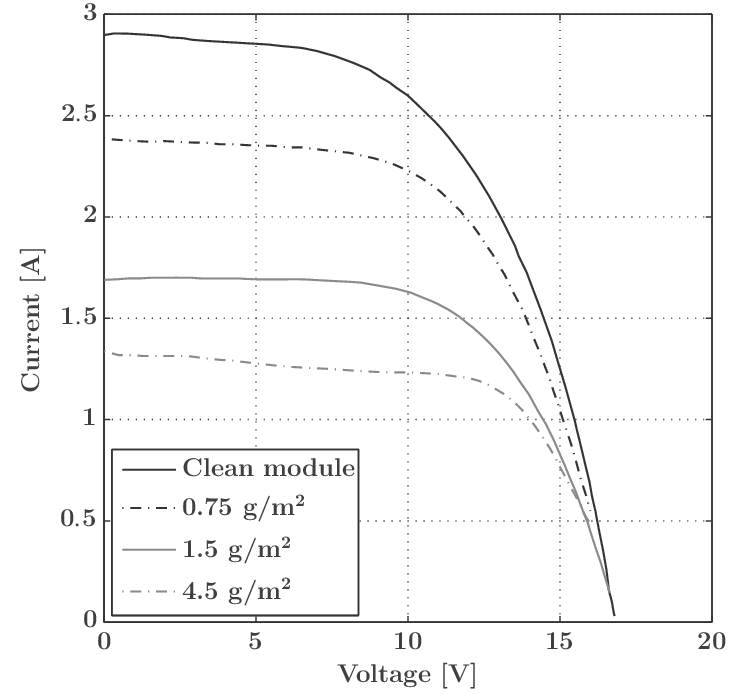 3
2.5
2
1.5
1
0.5
0
Current [A]
Clean module
0.75 g/m²
1.5 g/m²
4.5 g/m²
0 5 10 15 20
Voltage [V]